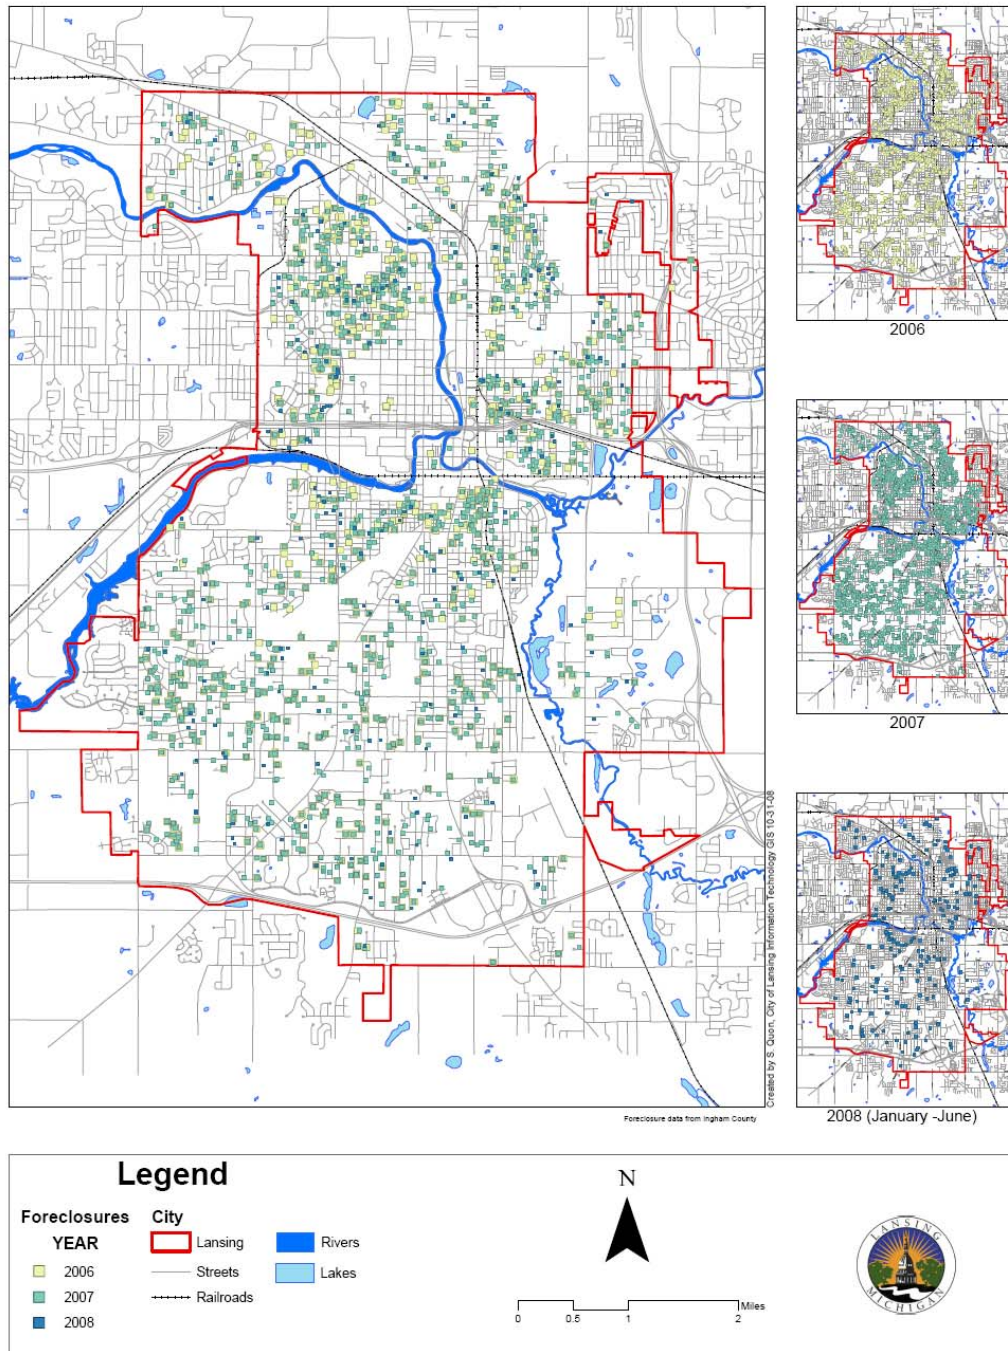 2006
2007
2008 (January -June)
Created by S. Quon, City of Lansing Information Technology GIS 10-31-08
Foreclosure data from Ingham County
Legend
Foreclosures
YEAR
2006
2007
2008
City
Lansing
Streets
Railroads
Rivers
Lakes
N
Miles
0 0.5 1 2
LANSING
MICHIGAN